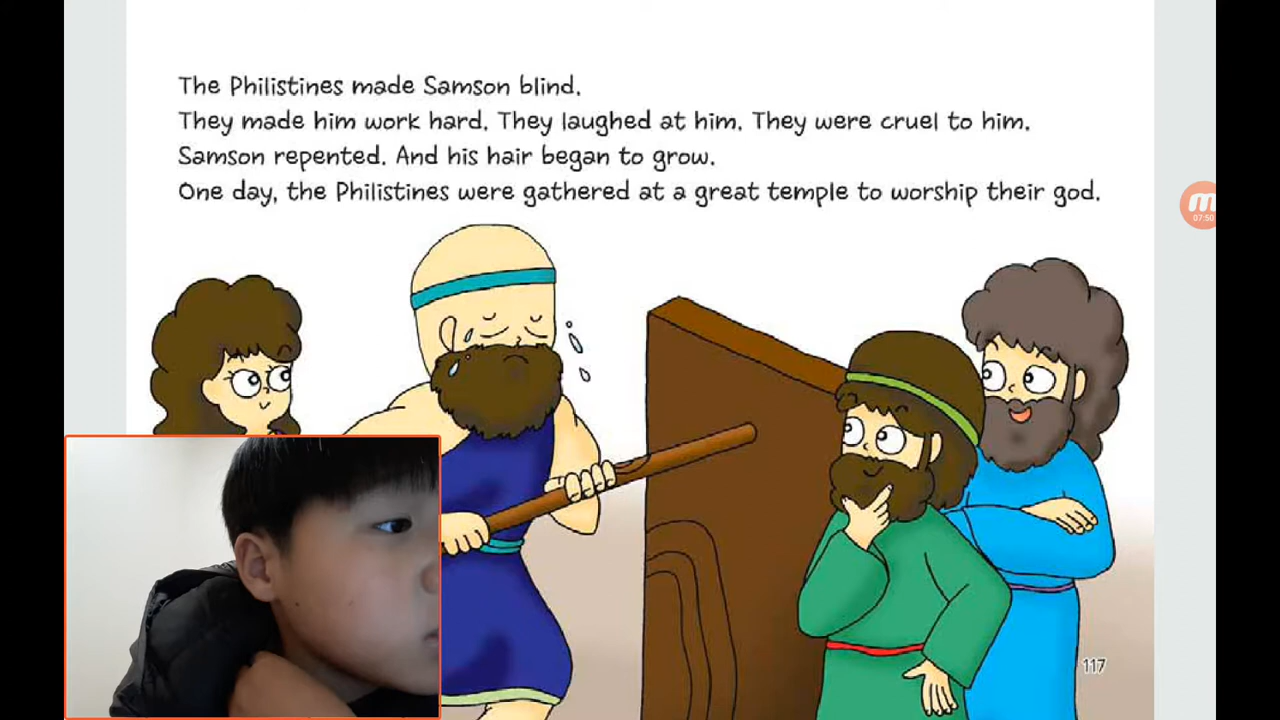 The Philistines made Samson blind.
They made him work hard. They laughed at him. They were cruel to him.
Samson repented. And his hair began to grow.
One day, the Philistines were gathered at a great temple to worship their god.
07:50
117